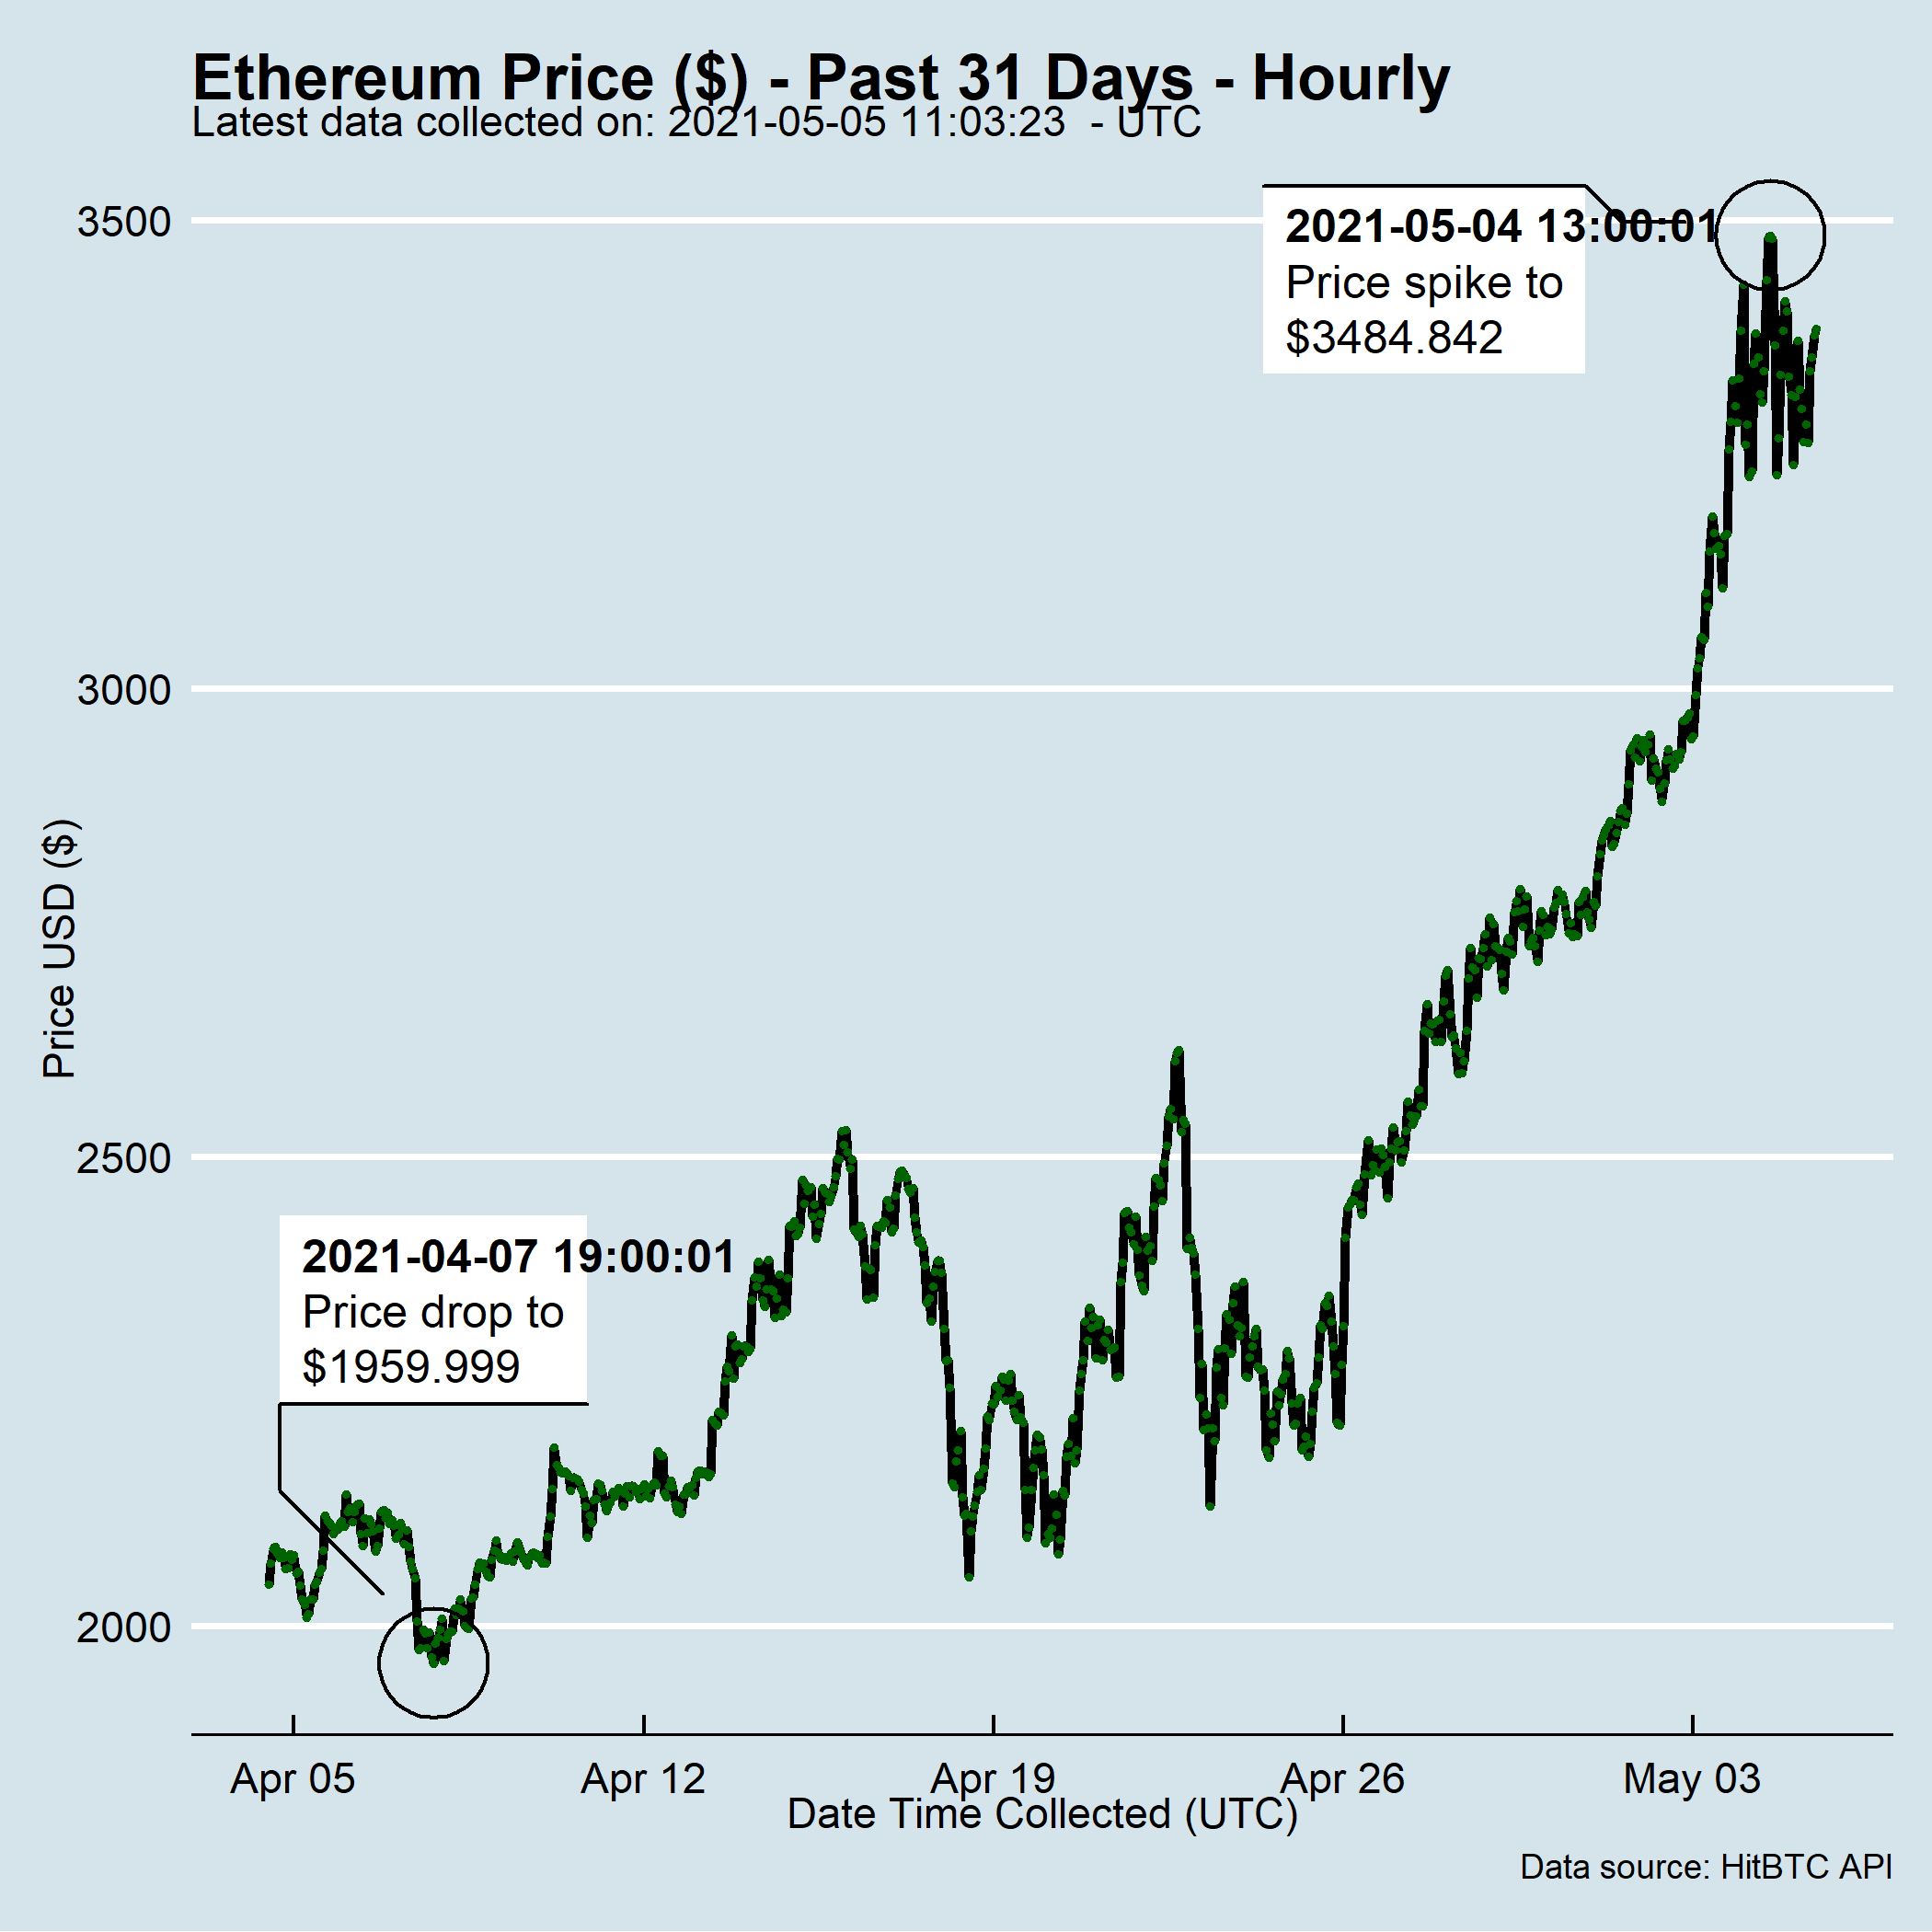 Ethereum Price ($) - Past 31 Days - Hourly
Latest data collected on: 2021-05-05 11:03:23  - UTC
3500
2021-05-04 13:00:01
Price spike to
$3484.842
3000
Price USD ($)
2500
2021-04-07 19:00:01
Price drop to
$1959.999
2000
Apr 05 Apr 12 Apr 19 Apr 26 May 03
Date Time Collected (UTC)
Data source: HitBTC API